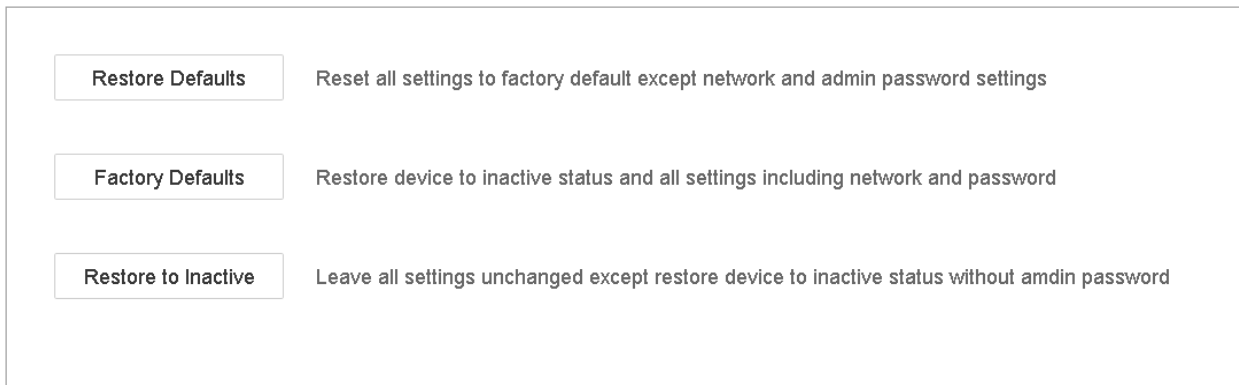 Restore Defaults Reset all settings to factory default except network and admin password settings
Factory Defaults Restore device to inactive status and all settings including network and password
Restore to Inactive Leave all settings unchanged except restore device to inactive status without amdin password